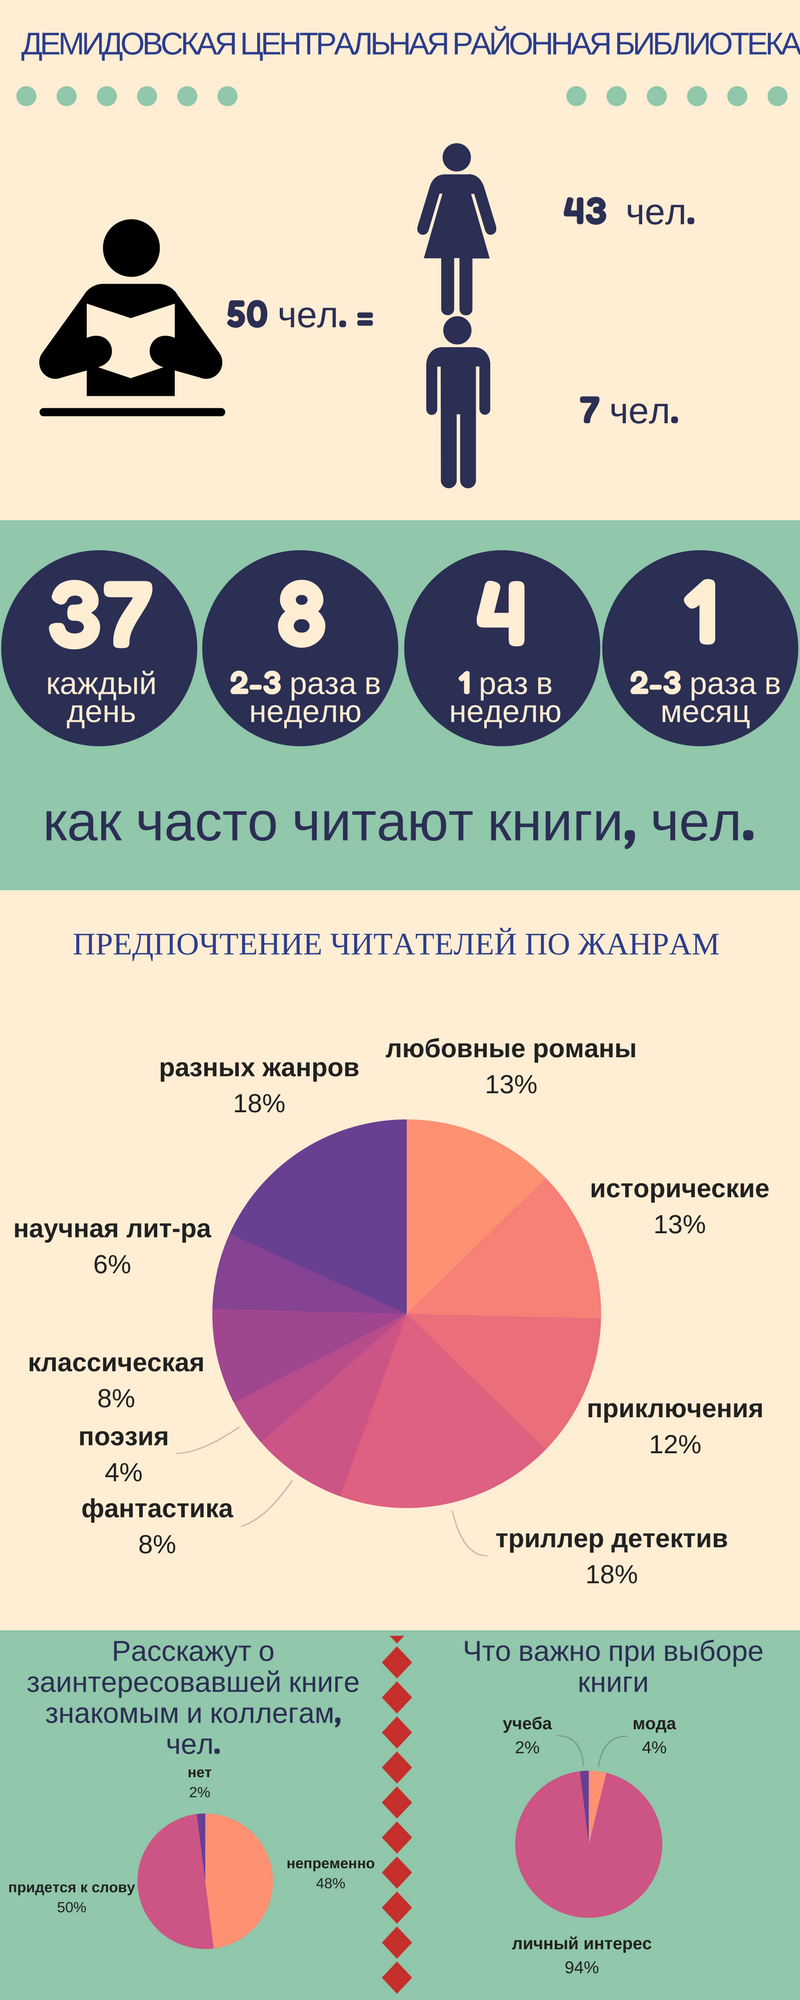 ДЕМИДОВСКАЯ ЦЕНТРАЛЬНАЯ РАЙОННАЯ БИБЛИОТЕКА
43 чел.
50 чел. =
7 чел.
37
каждый
день
8
2-3 раза в
неделю
4
1 раз в
неделю
1
2-3 раза в
месяц
как часто читают книги, чел.
ПРЕДПОЧТЕНИЕ ЧИТАТЕЛЕЙ ПО ЖАНРАМ
любовные романы
13%
разных жанров
18%
исторические
13%
научная лит-ра
6%
классическая
8%
приключения
12%
поэзия
4%
фантастика
8%
триллер детектив
18%
Расскажут о
заинтересовавшей книге
знакомым и коллегам,
чел.
нет
2%
непременно
48%
придется к слову
50%
Что важно при выборе
книги
учеба
2%
мода
4%
личный интерес
94%